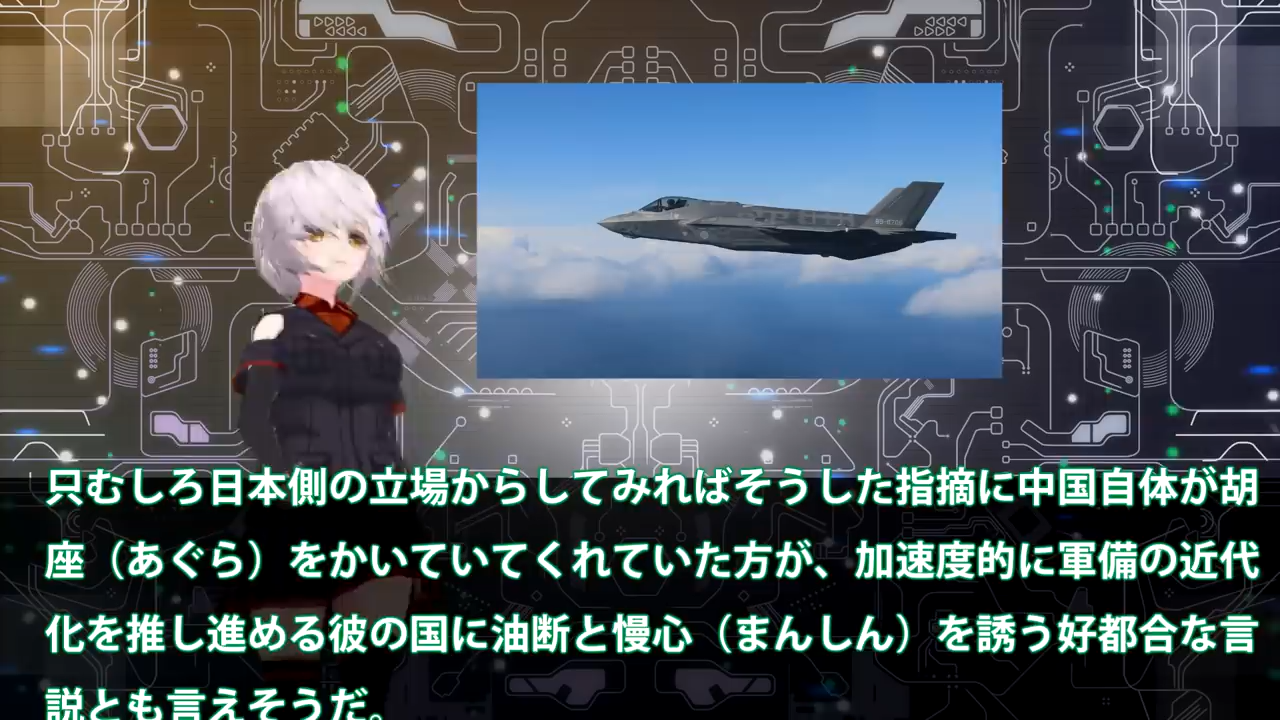 只むしろ日本側の立場からしてみればそうした指摘に中国自体が胡
座（あぐら）をかいていてくれていた方が、加速度的に軍備の近代
化を推し進める彼の国に油断と慢心（まんしん）を誘う好都合な言
説とも言えそうだ。